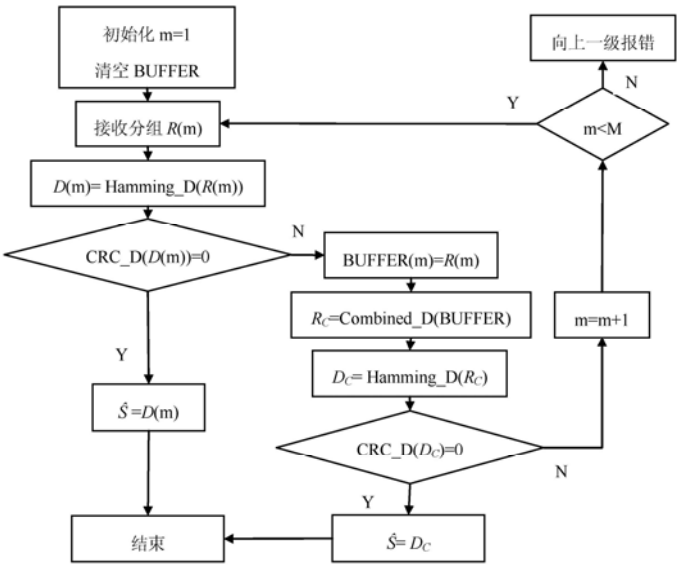 初始化 m=1
清空 BUFFER
接收分组 R(m)
D(m)= Hamming_D(R(m))
CRC_D(D(m))=0
N
Y
Ŝ =D(m)
结束
BUFFER(m)=R(m)
R_C=Combined_D(BUFFER)
D_C= Hamming_D(R_C)
CRC_D(D_C)=0
N
Y
Ŝ= D_C
m=m+1
m<M
Y
N
向上一级报错